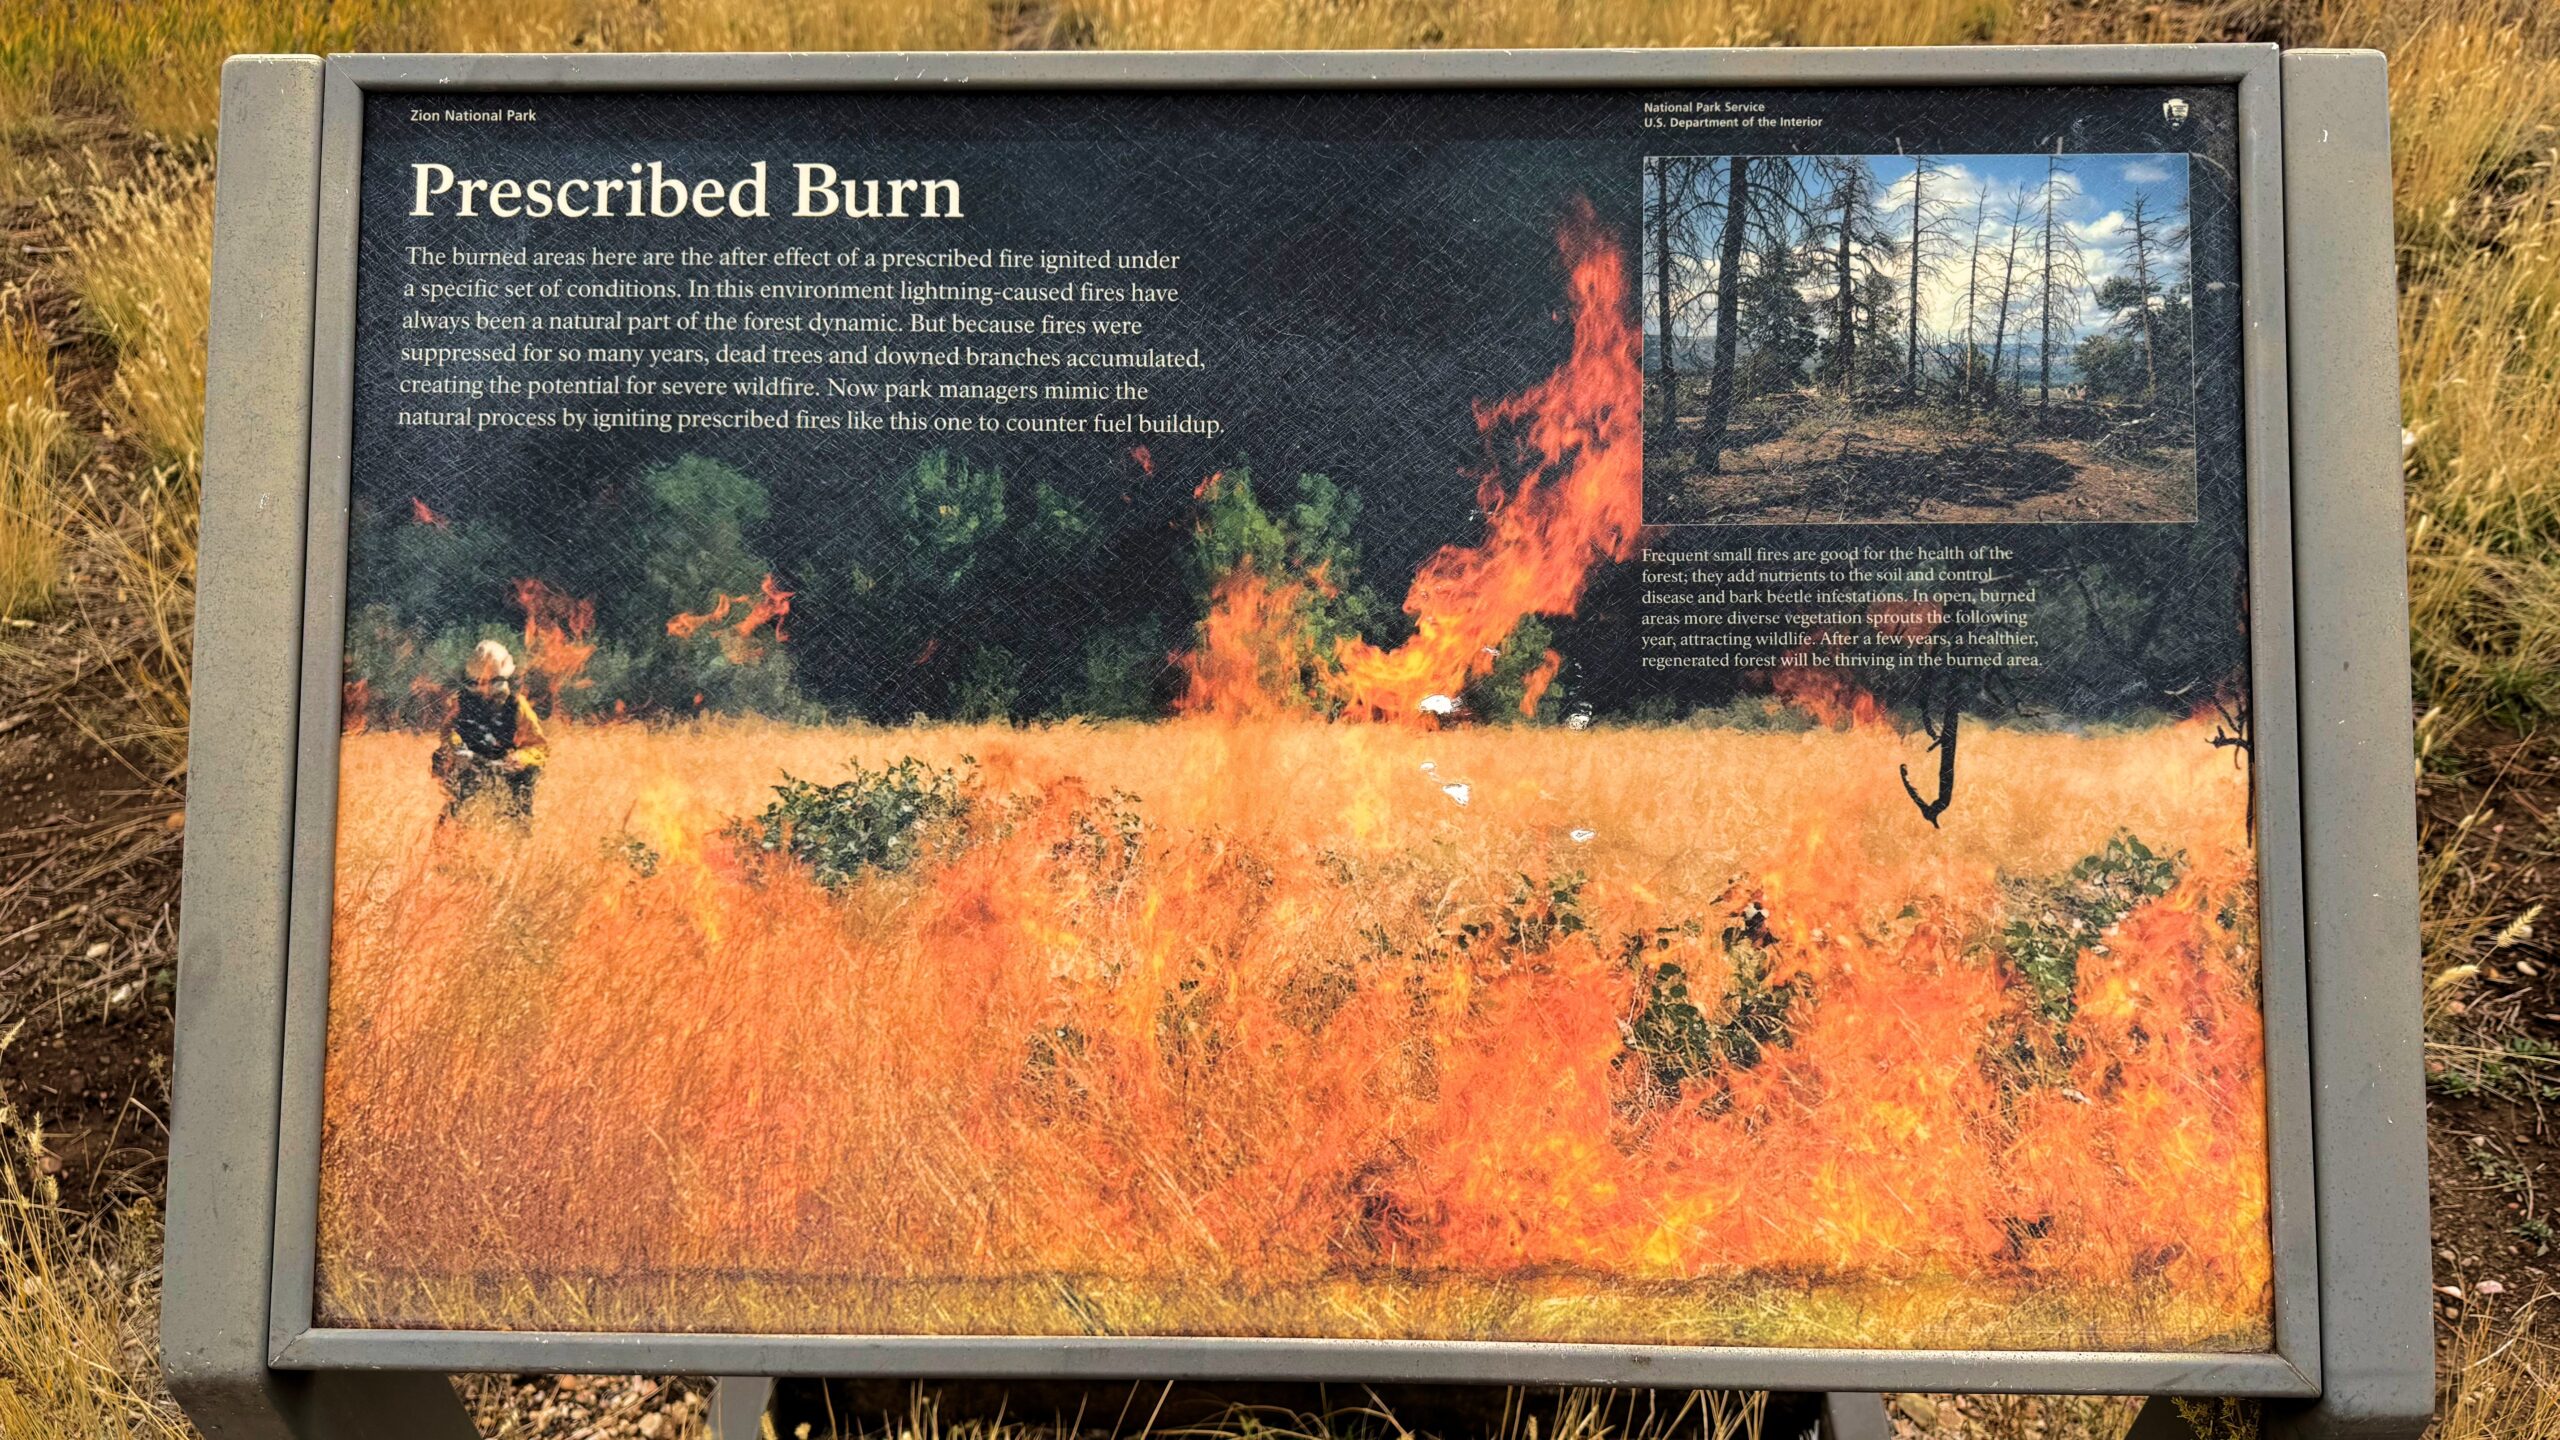 Zion National Park
National Park Service
U.S. Department of the Interior
Prescribed Burn
The burned areas here are the after effect of a prescribed fire ignited under
a specific set of conditions. In this environment lightning-caused fires have
always been a natural part of the forest dynamic. But because fires were
suppressed for so many years, dead trees and downed branches accumulated,
creating the potential for severe wildfire. Now park managers mimic the
natural process by igniting prescribed fires like this one to counter fuel buildup.
Frequent small fires are good for the health of the
forest; they add nutrients to the soil and control
disease and bark beetle infestations. In open, burned
areas more diverse vegetation sprouts the following
year, attracting wildlife. After a few years, a healthier,
regenerated forest will be thriving in the burned area.